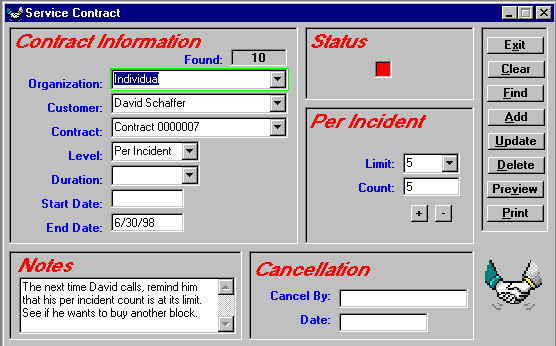 Service Contract
Contract Information
Found: 10
Organization: Individual
Customer: David Schaffer
Contract: Contract 0000007
Level: Per Incident
Duration:
Start Date:
End Date: 6/30/98
Status
Per Incident
Limit: 5
Count: 5
+ -
Exit
Clear
Find
Add
Update
Delete
Preview
Print
Notes
The next time David calls, remind him
that his per incident count is at its limit.
See if he wants to buy another block.
Cancellation
Cancel By:
Date: